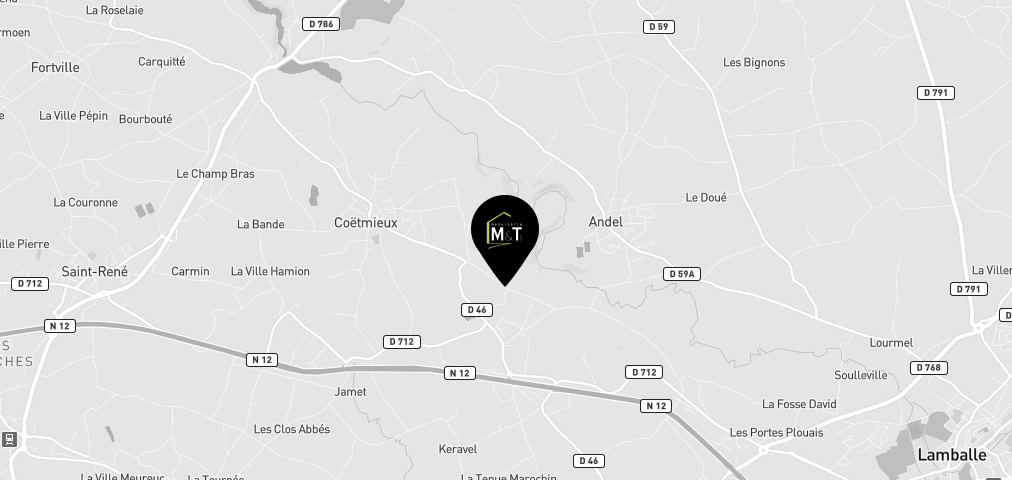 La Roselaie
D 786
D 59
Fortville
Carquitté
Les Bignons
D 791
La Ville Pépin
Bourbouté
Le Champ Bras
La Couronne
Le Doué
La Bande
Coëtmieux
Andel
M&T
ille Pierre
Saint-René
Carmin
La Ville Hamion
D 59A
La Viller
D 712
D 791
D 46
D
N 12
D 712
Lourmel
S
CHES
N 12
N 12
D 712
D 768
Soulleville
Jamet
N 12
La Fosse David
Les Clos Abbés
Les Portes Plouais
Keravel
Lamballe
D 46
La Ville Meureuc
La Tournée
La Tenue Marochin